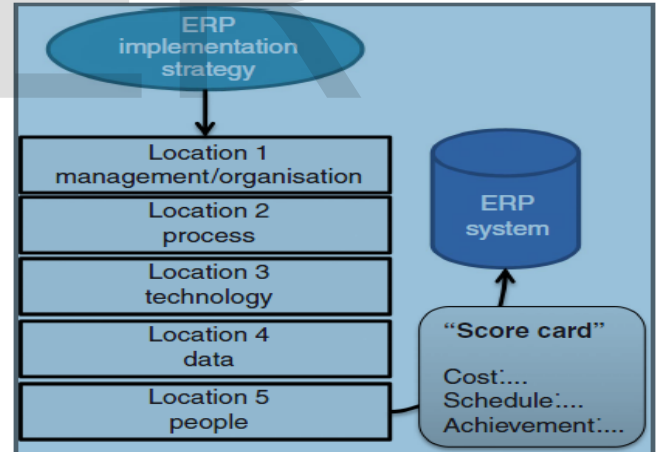 ERP
implementation
strategy
Location 1
management/organisation
Location 2
process
Location 3
technology
Location 4
data
Location 5
people
ERP
system
“Score card”
Cost:...
Schedule:...
Achievement:...